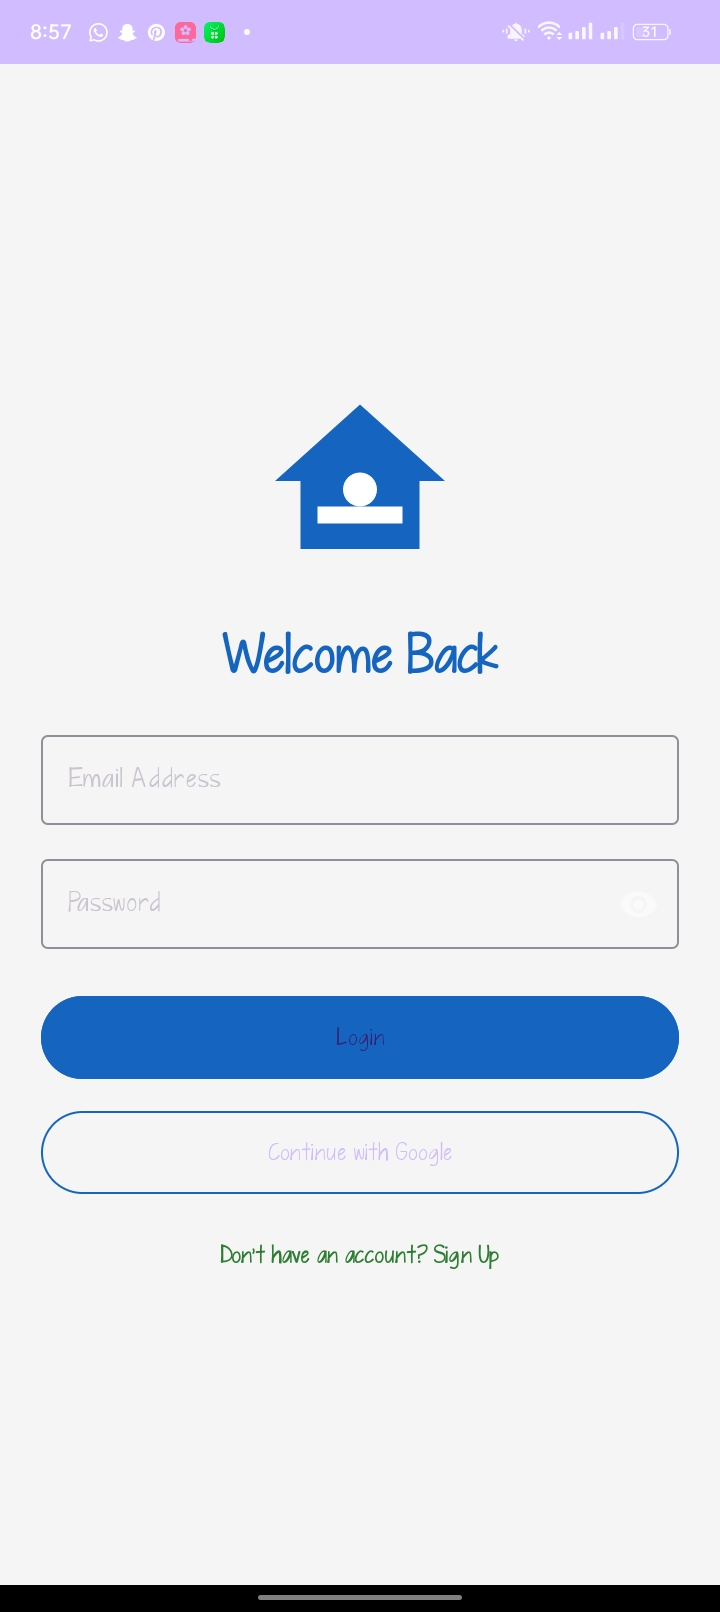 8:57
31
Welcome Back
Email Address
Password
Login
Continue with Google
Don't have an account? Sign Up